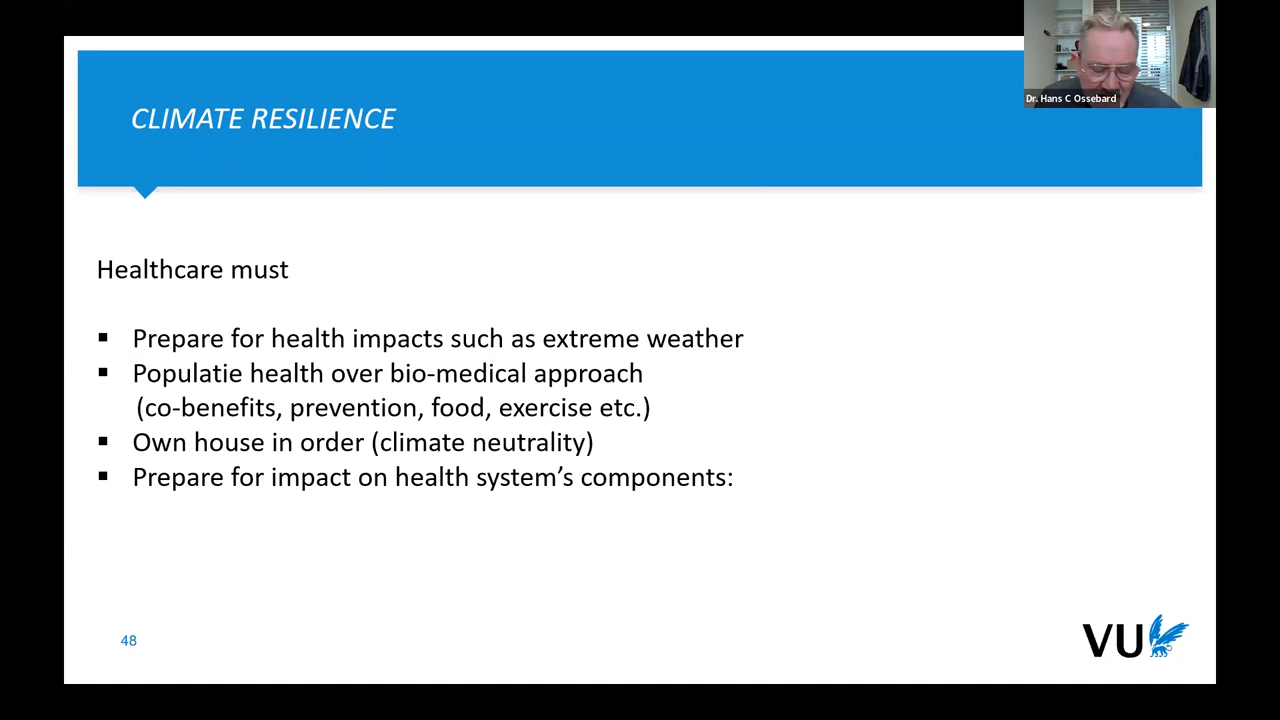 CLIMATE RESILIENCE
Dr. Hans C Ossebard
Healthcare must
▪ Prepare for health impacts such as extreme weather
▪ Populatie health over bio-medical approach
(co-benefits, prevention, food, exercise etc.)
▪ Own house in order (climate neutrality)
▪ Prepare for impact on health system’s components:
48
VU